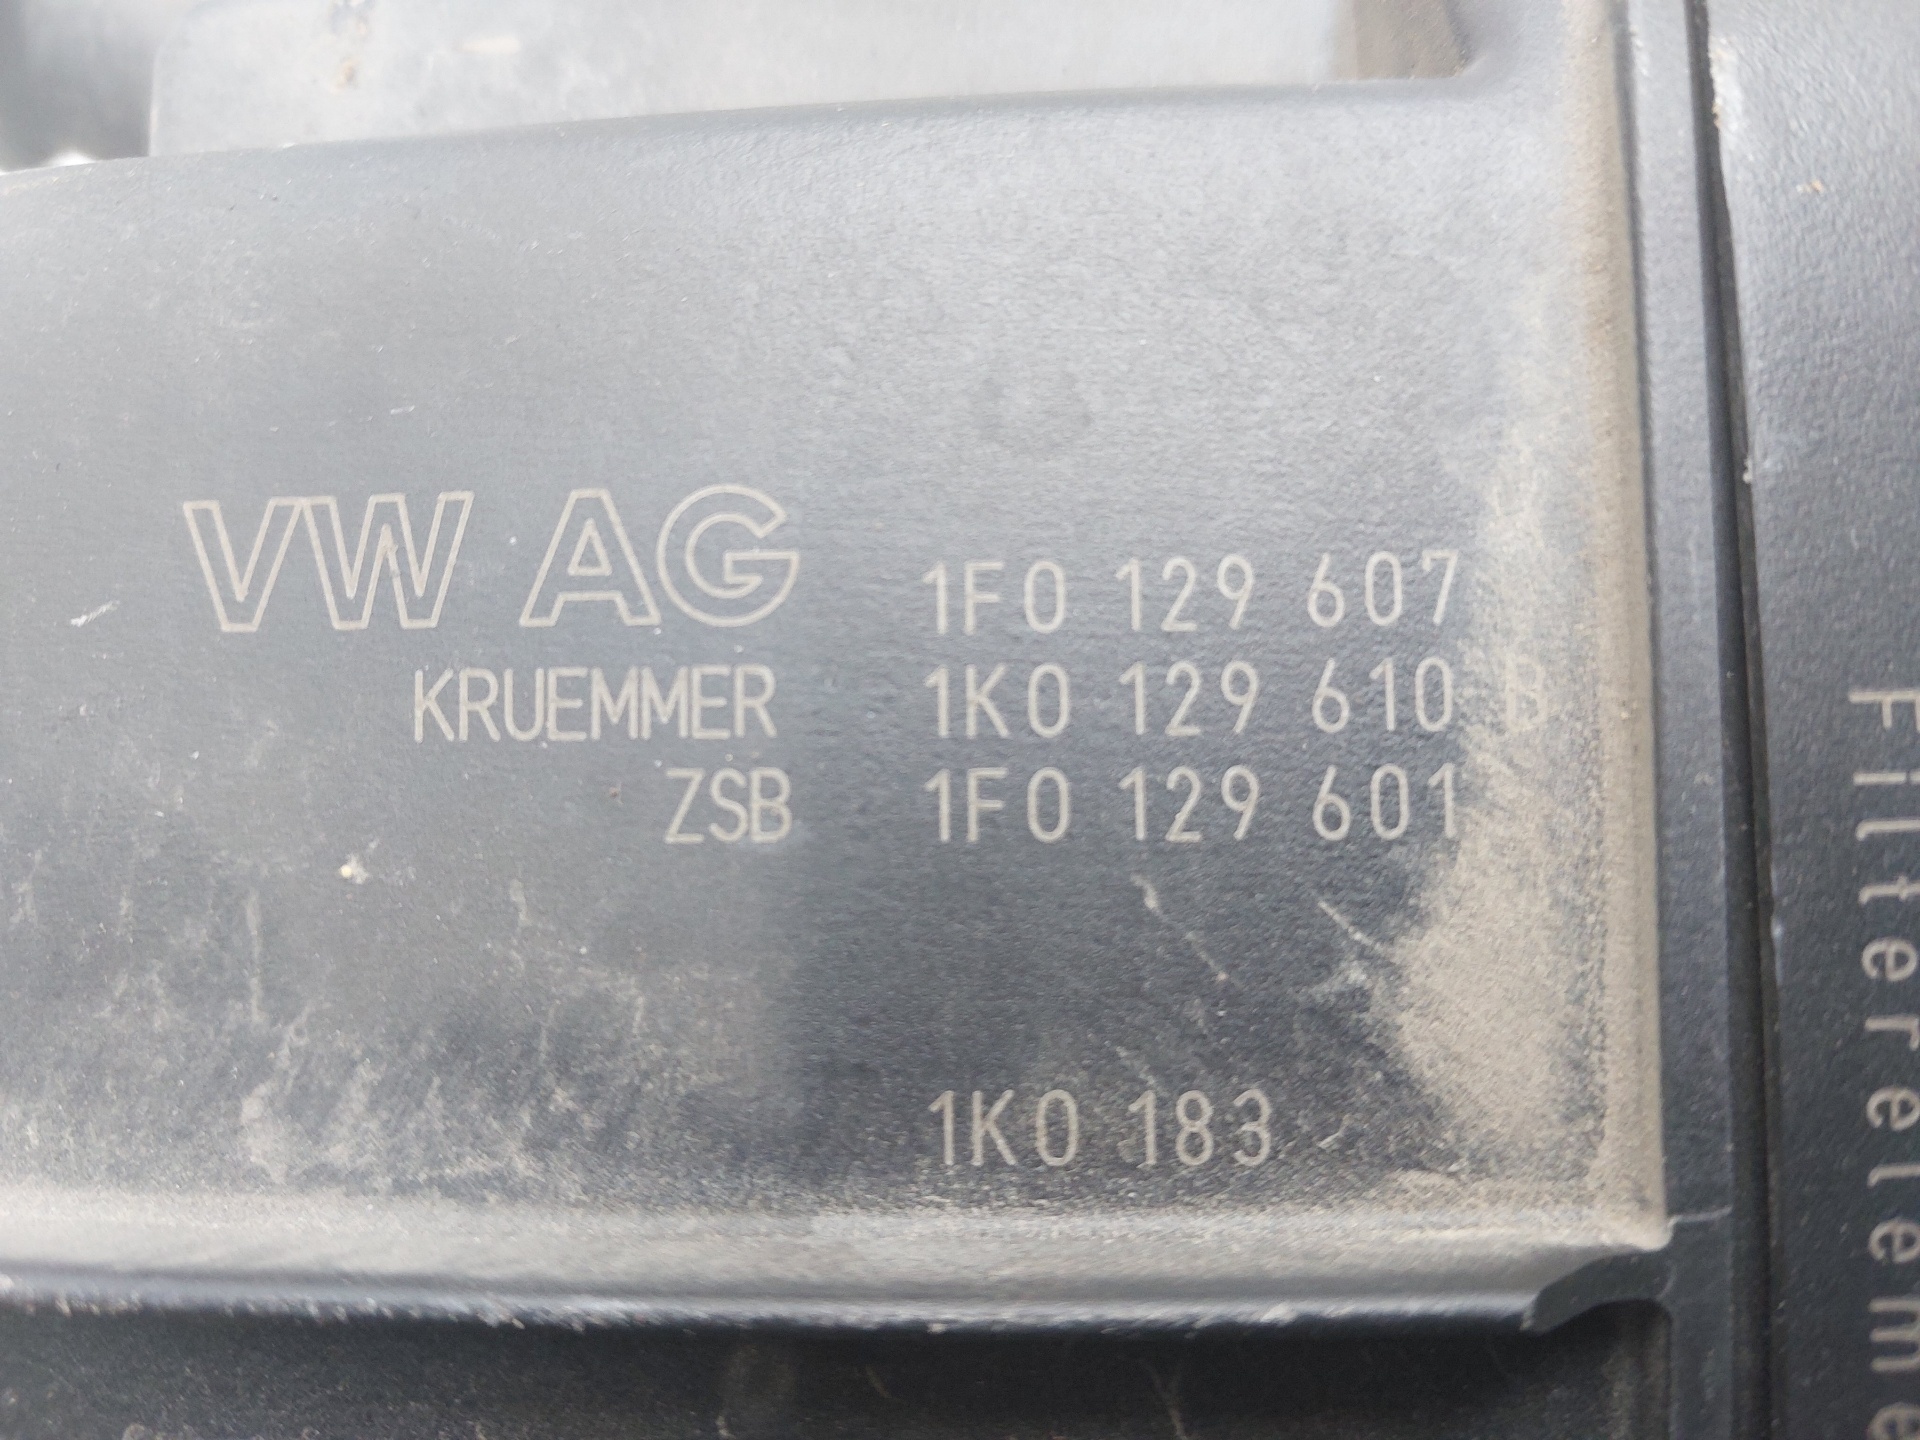 VW AG 1F0 129 607
KRUEMMER 1K0 129 610 B
ZSB 1F0 129 601
1K0 183